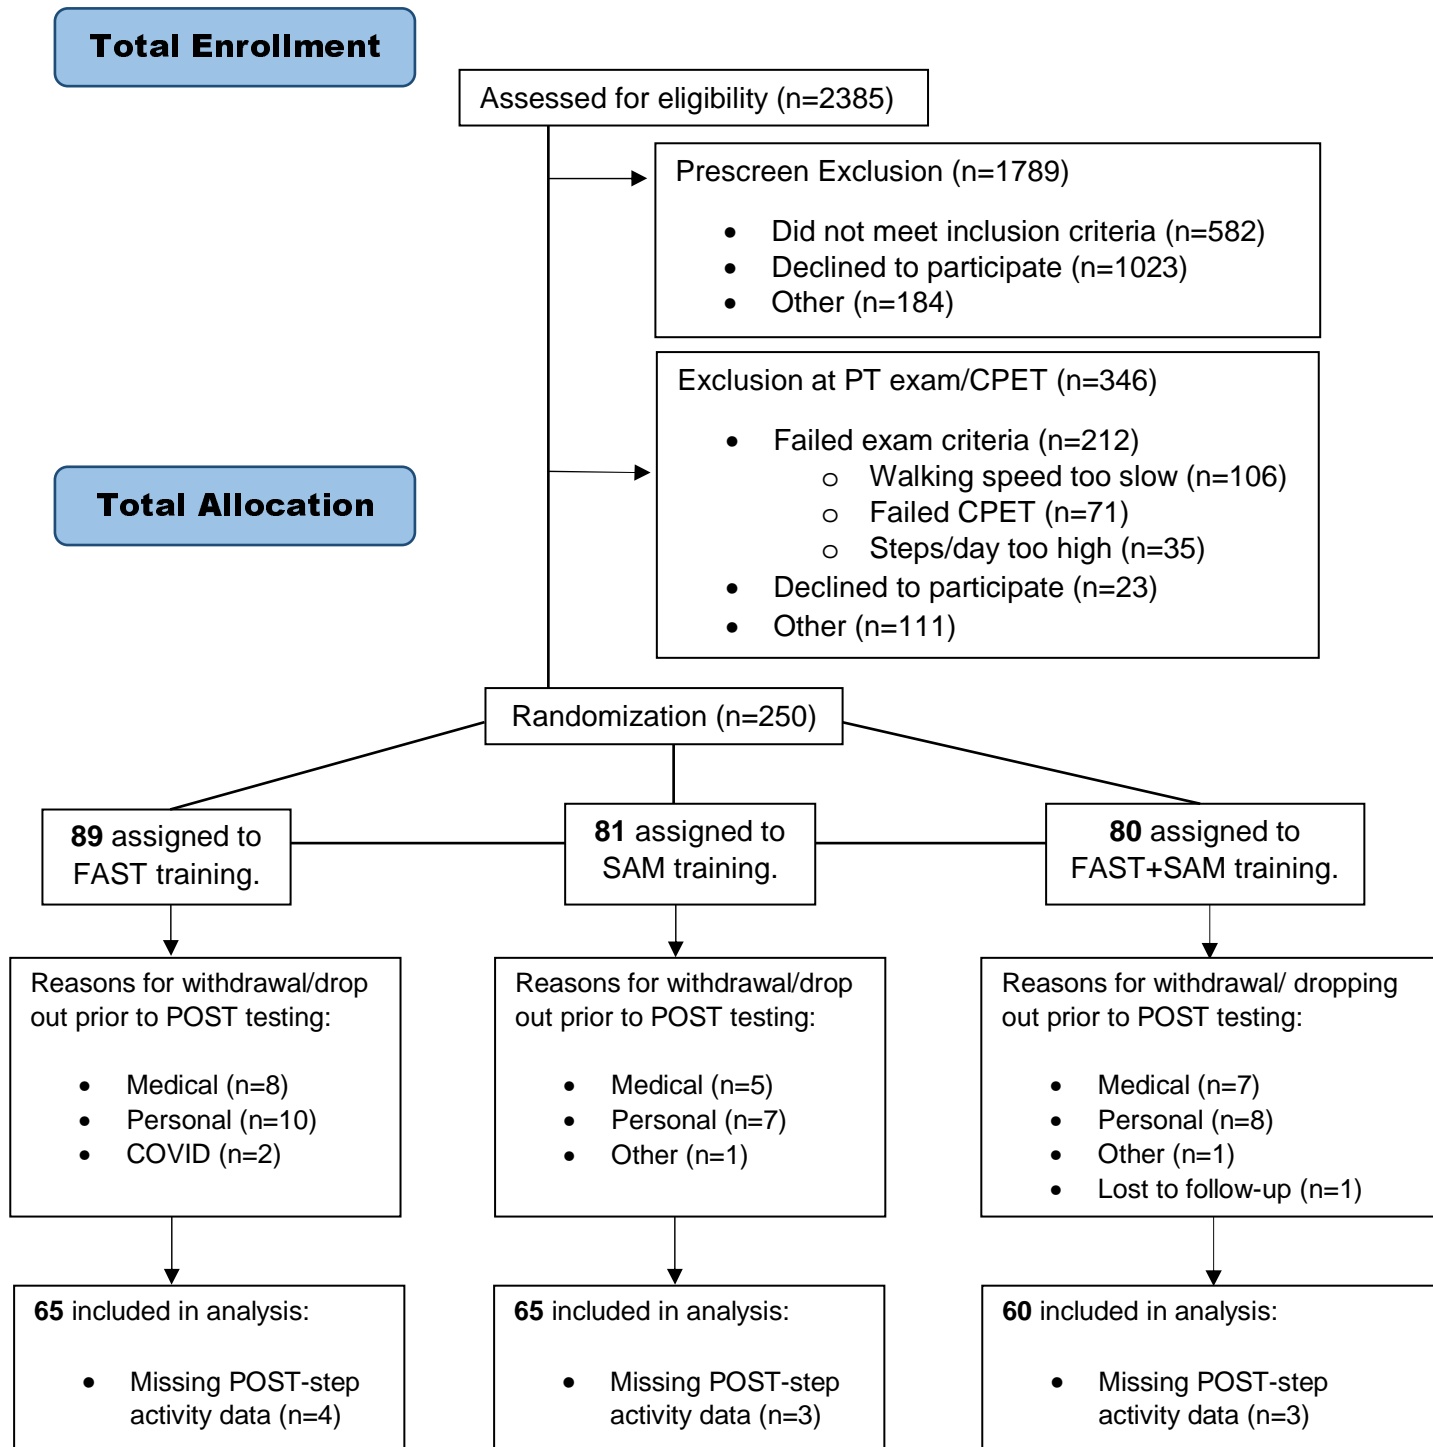 Total Enrollment
Assessed for eligibility (n=2385)
Prescreen Exclusion (n=1789)
• Did not meet inclusion criteria (n=582)
• Declined to participate (n=1023)
• Other (n=184)
Exclusion at PT exam/CPET (n=346)
• Failed exam criteria (n=212)
o Walking speed too slow (n=106)
o Failed CPET (n=71)
o Steps/day too high (n=35)
• Declined to participate (n=23)
• Other (n=111)
Total Allocation
Randomization (n=250)
89 assigned to
FAST training.
81 assigned to
SAM training.
80 assigned to
FAST+SAM training.
Reasons for withdrawal/drop
out prior to POST testing:
• Medical (n=8)
• Personal (n=10)
• COVID (n=2)
Reasons for withdrawal/drop
out prior to POST testing:
• Medical (n=5)
• Personal (n=7)
• Other (n=1)
Reasons for withdrawal/ dropping
out prior to POST testing:
• Medical (n=7)
• Personal (n=8)
• Other (n=1)
• Lost to follow-up (n=1)
65 included in analysis:
• Missing POST-step
activity data (n=4)
65 included in analysis:
• Missing POST-step
activity data (n=3)
60 included in analysis:
• Missing POST-step
activity data (n=3)